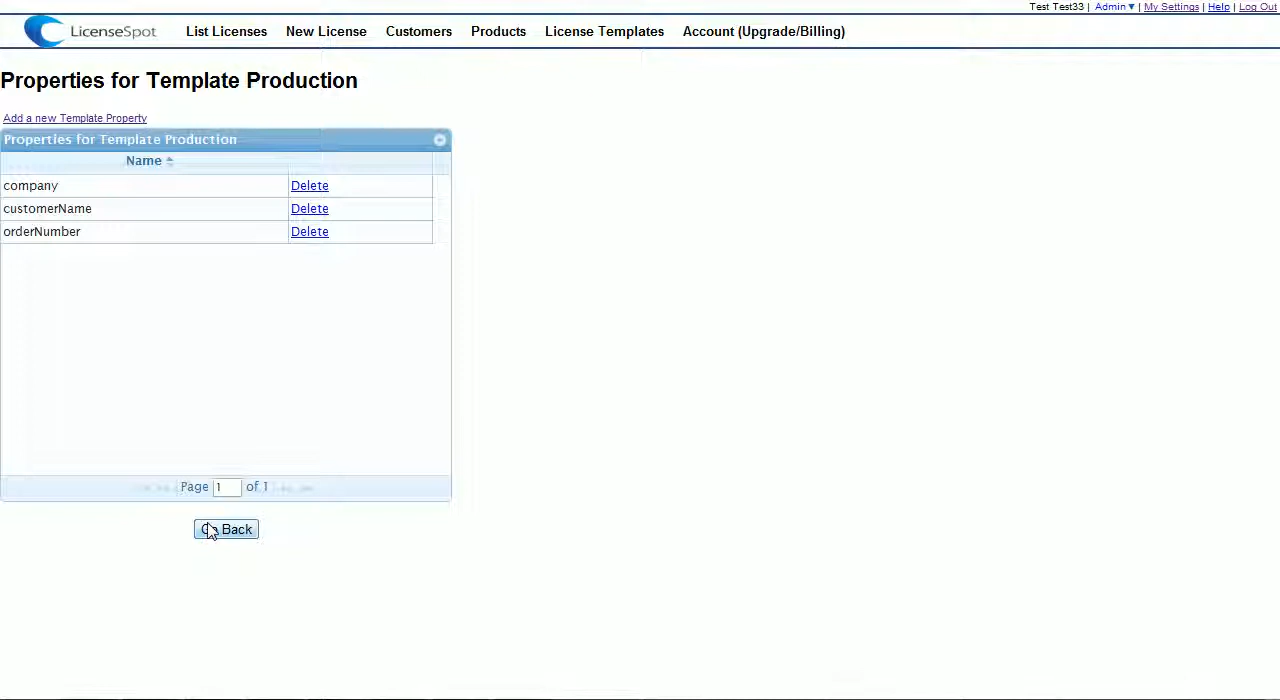 Test Test33 | Admin ▼ | My Settings | Help | Log Out
LicenseSpot List Licenses New License Customers Products License Templates Account (Upgrade/Billing)
Properties for Template Production
Add a new Template Property
Properties for Template Production
Name
company Delete
customerName Delete
orderNumber Delete
Page 1 of 1
Go Back